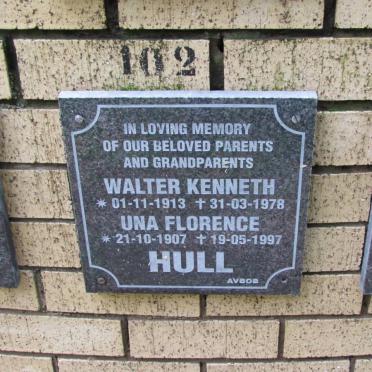 102
IN LOVING MEMORY
OF OUR BELOVED PARENTS
AND GRANDPARENTS
WALTER KENNETH
* 01-11-1913 ✝ 31-03-1978
UNA FLORENCE
* 21-10-1907 ✝ 19-05-1997
HULL
AVBOB